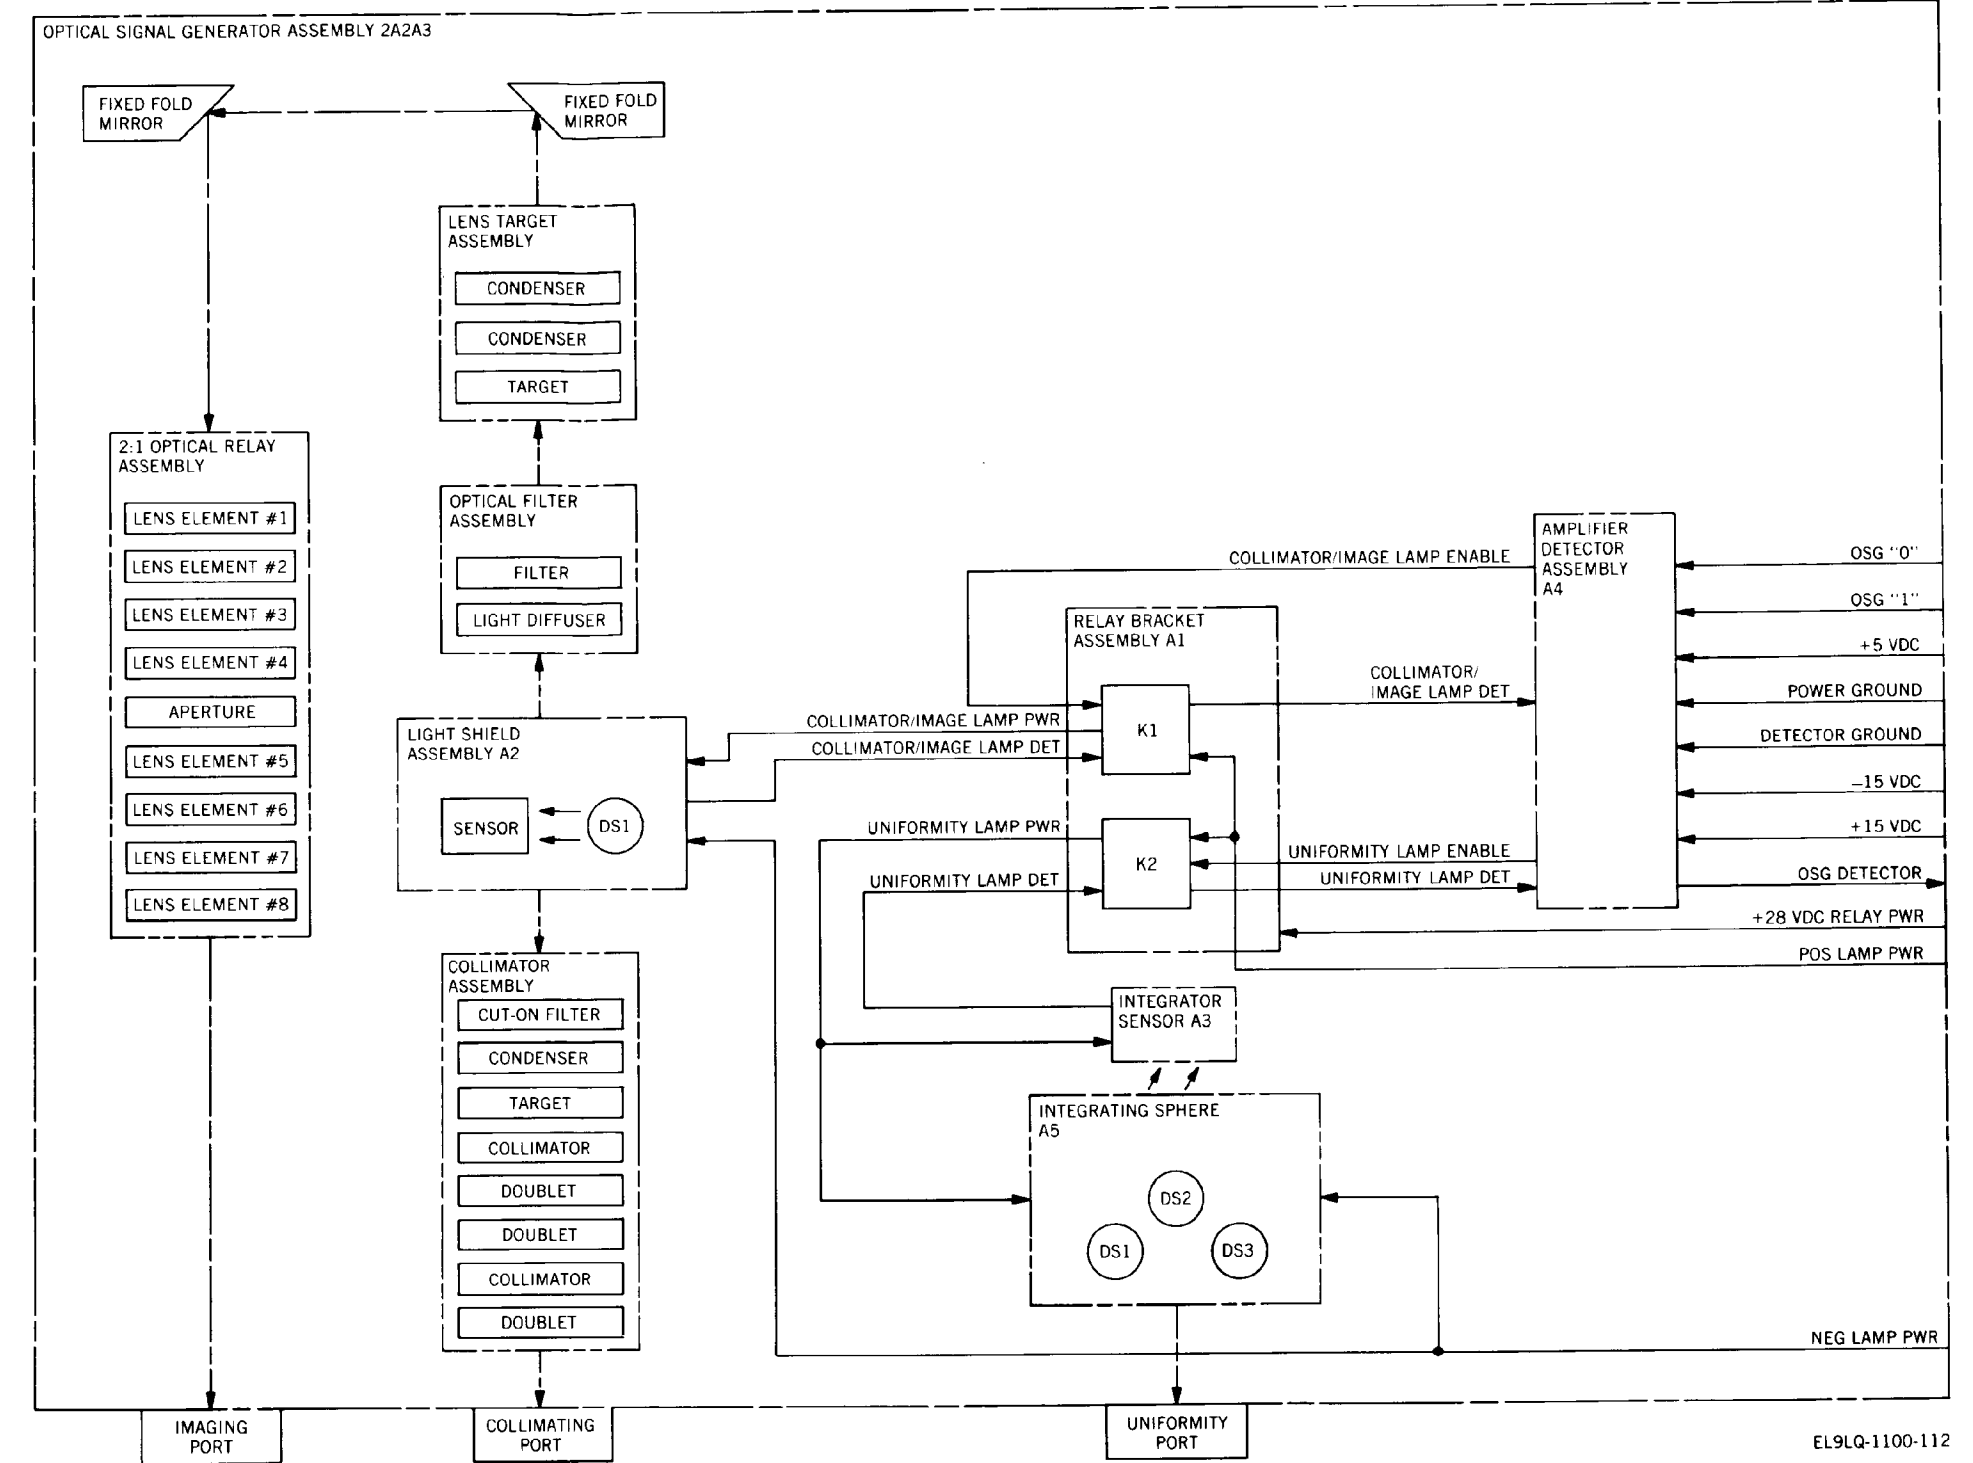 OPTICAL SIGNAL GENERATOR ASSEMBLY 2A2A3
FIXED FOLD
MIRROR
FIXED FOLD
MIRROR
LENS TARGET
ASSEMBLY
CONDENSER
CONDENSER
TARGET
2:1 OPTICAL RELAY
ASSEMBLY
LENS ELEMENT #1
LENS ELEMENT #2
LENS ELEMENT #3
LENS ELEMENT #4
APERTURE
LENS ELEMENT #5
LENS ELEMENT #6
LENS ELEMENT #7
LENS ELEMENT #8
OPTICAL FILTER
ASSEMBLY
FILTER
LIGHT DIFFUSER
LIGHT SHIELD
ASSEMBLY A2
SENSOR
DS1
COLLIMATOR
ASSEMBLY
CUT-ON FILTER
CONDENSER
TARGET
COLLIMATOR
DOUBLET
DOUBLET
COLLIMATOR
DOUBLET
COLLIMATOR/IMAGE LAMP ENABLE
RELAY BRACKET
ASSEMBLY A1
COLLIMATOR/IMAGE LAMP PWR
COLLIMATOR/IMAGE LAMP DET
K1
COLLIMATOR/
IMAGE LAMP DET
UNIFORMITY LAMP PWR
UNIFORMITY LAMP DET
K2
UNIFORMITY LAMP ENABLE
UNIFORMITY LAMP DET
AMPLIFIER
DETECTOR
ASSEMBLY
A4
OSG "0"
OSG "1"
+5 VDC
POWER GROUND
DETECTOR GROUND
-15 VDC
+15 VDC
OSG DETECTOR
+28 VDC RELAY PWR
POS LAMP PWR
INTEGRATOR
SENSOR A3
INTEGRATING SPHERE
A5
DS2
DS1
DS3
NEG LAMP PWR
IMAGING
PORT
COLLIMATING
PORT
UNIFORMITY
PORT
EL9LQ-1100-112